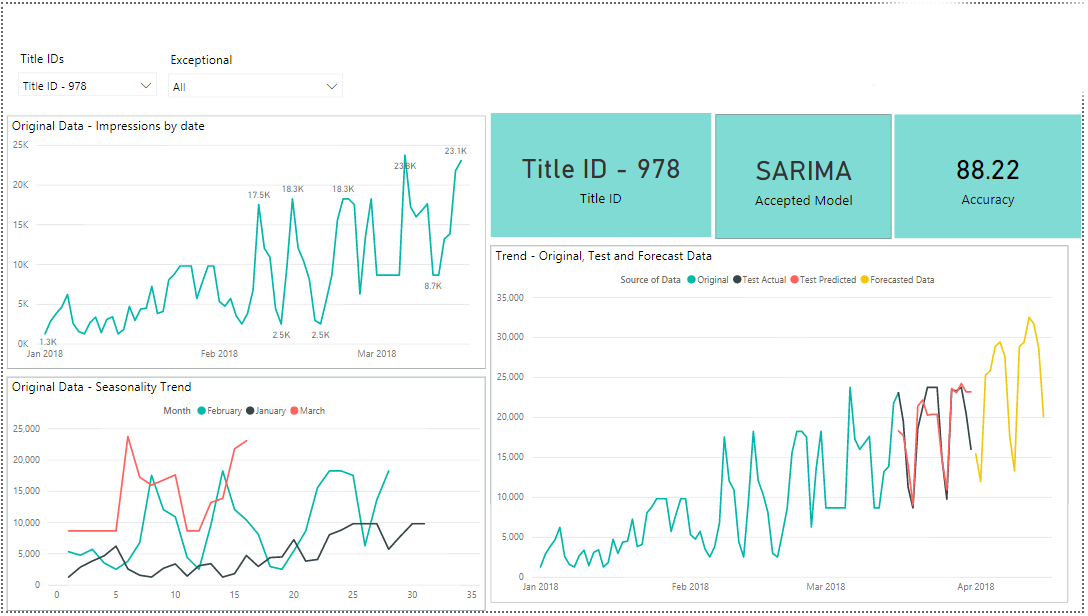 Title IDs
Exceptional
Title ID - 978
All
Original Data - Impressions by date
25K
20K
15K
10K
5K
0K
1.3K
17.5K
18.3K
18.3K
23.8K
23.1K
2.5K
2.5K
8.7K
Jan 2018
Feb 2018
Mar 2018
Title ID - 978
Title ID
SARIMA
Accepted Model
88.22
Accuracy
Original Data - Seasonality Trend
Month February January March
25,000
20,000
15,000
10,000
5,000
0
0 5 10 15 20 25 30 35
Trend - Original, Test and Forecast Data
Source of Data Original Test Actual Test Predicted Forecasted Data
35,000
30,000
25,000
20,000
15,000
10,000
5,000
0
Jan 2018 Feb 2018 Mar 2018 Apr 2018